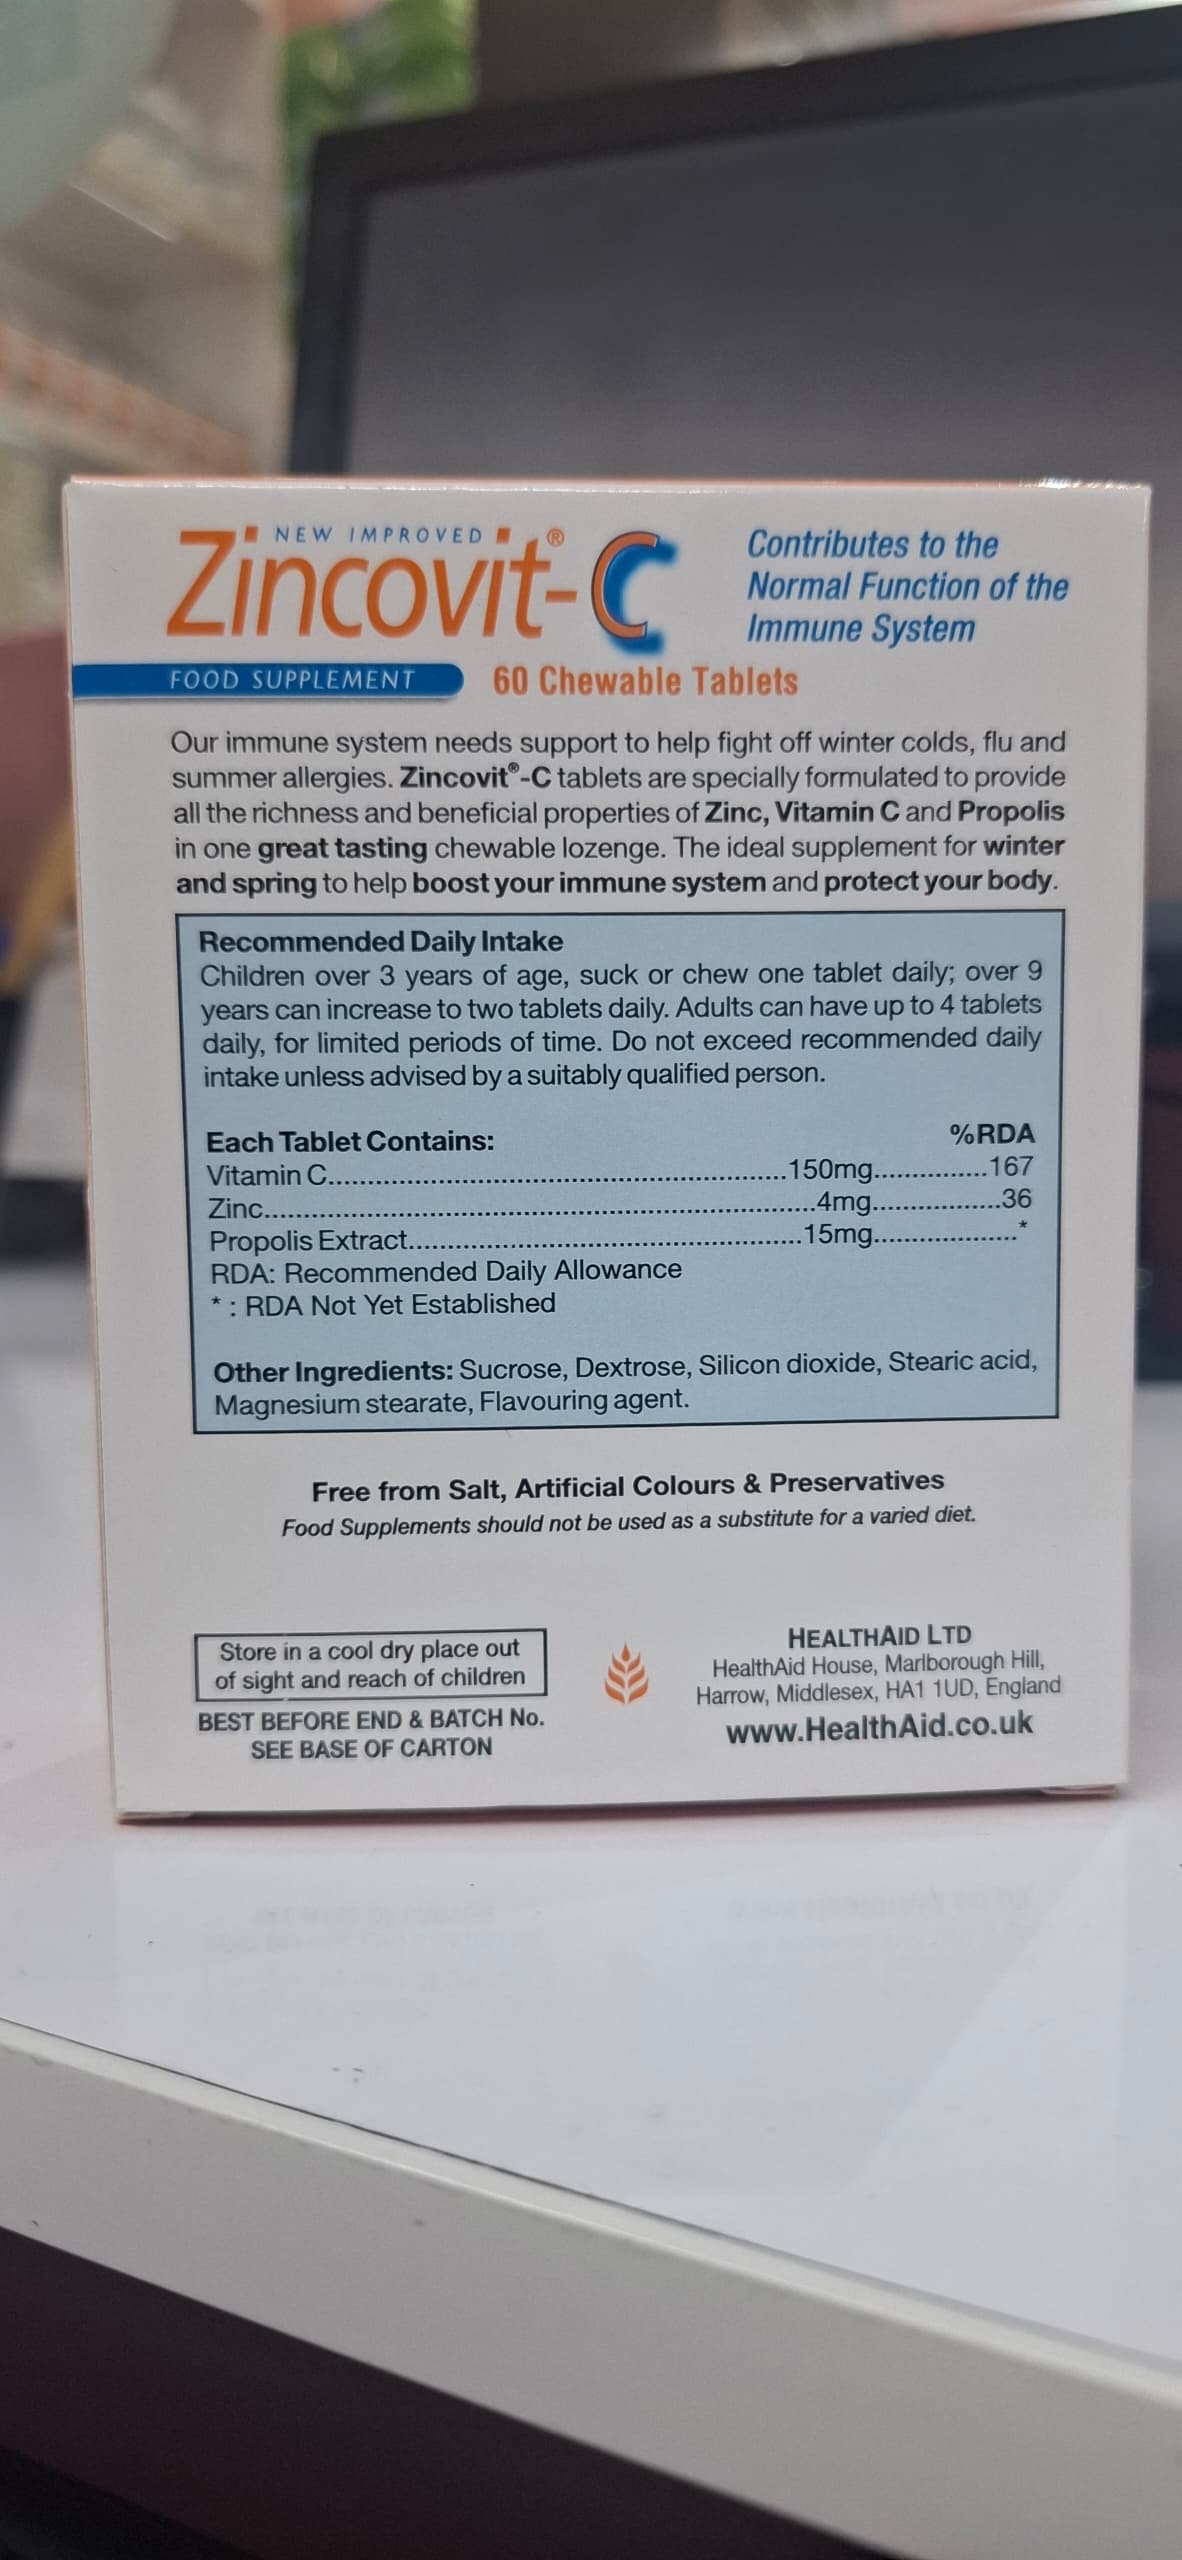 NEW IMPROVED
Zincovit®-C
FOOD SUPPLEMENT
60 Chewable Tablets
Contributes to the
Normal Function of the
Immune System
Our immune system needs support to help fight off winter colds, flu and
summer allergies. Zincovit®-C tablets are specially formulated to provide
all the richness and beneficial properties of Zinc, Vitamin C and Propolis
in one great tasting chewable lozenge. The ideal supplement for winter
and spring to help boost your immune system and protect your body.
Recommended Daily Intake
Children over 3 years of age, suck or chew one tablet daily; over 9
years can increase to two tablets daily. Adults can have up to 4 tablets
daily, for limited periods of time. Do not exceed recommended daily
intake unless advised by a suitably qualified person.
Each Tablet Contains: %RDA
Vitamin C..........150mg..........167
Zinc..........4mg..........36
Propolis Extract..........15mg..........*
RDA: Recommended Daily Allowance
* : RDA Not Yet Established
Other Ingredients: Sucrose, Dextrose, Silicon dioxide, Stearic acid,
Magnesium stearate, Flavouring agent.
Free from Salt, Artificial Colours & Preservatives
Food Supplements should not be used as a substitute for a varied diet.
Store in a cool dry place out
of sight and reach of children
BEST BEFORE END & BATCH No.
SEE BASE OF CARTON
HEALTHAID LTD
HealthAid House, Marlborough Hill,
Harrow, Middlesex, HA1 1UD, England
www.HealthAid.co.uk